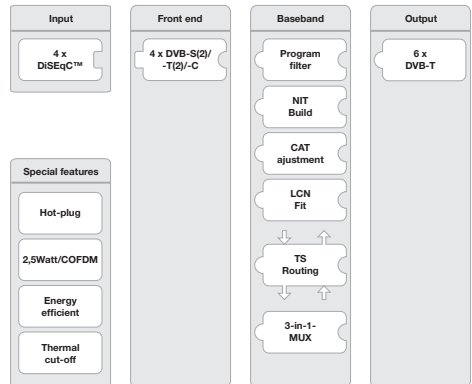 Input
4 x
DiSEqC™
Special features
Hot-plug
2,5Watt/COFDM
Energy
efficient
Thermal
cut-off
Front end
4 x DVB-S(2)/
-T(2)/-C
Baseband
Program
filter
NIT
Build
CAT
ajustment
LCN
Fit
TS
Routing
3-in-1-
MUX
Output
6 x
DVB-T